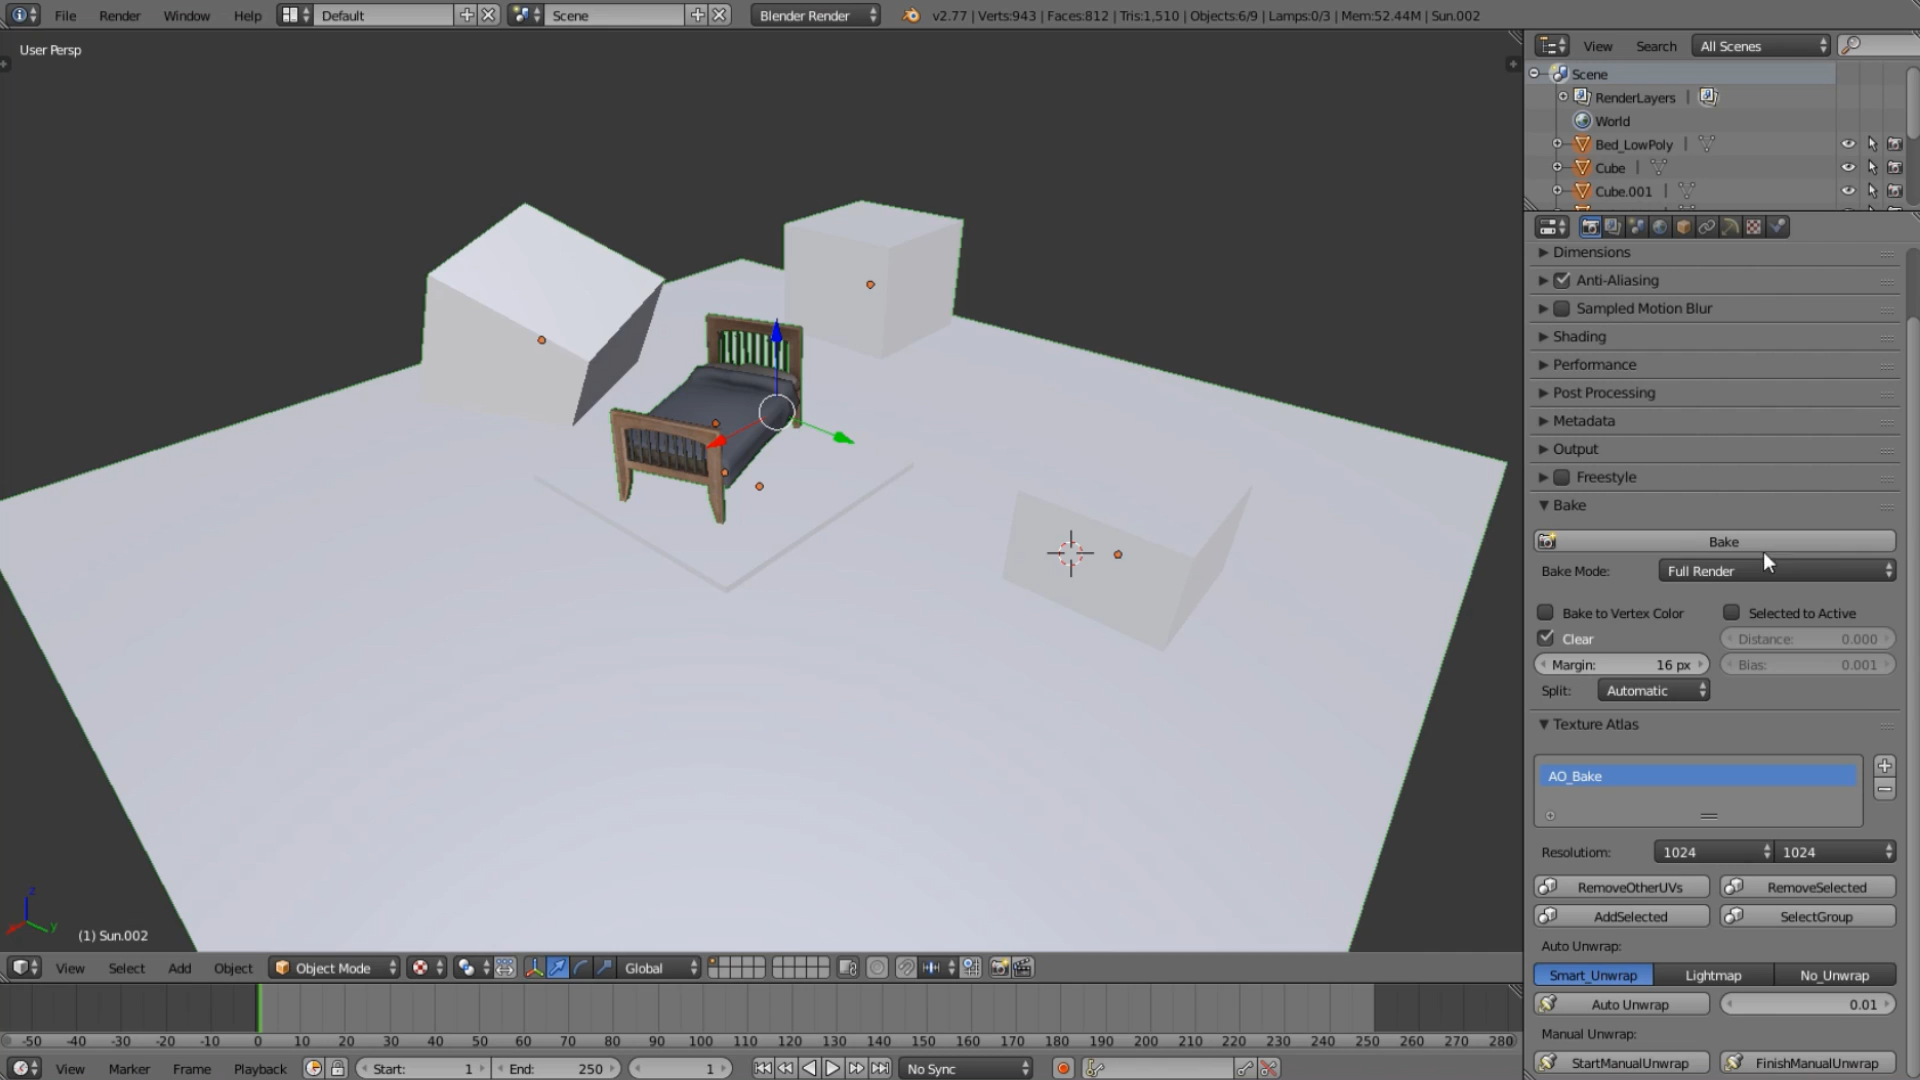 File Render Window Help Default Scene Blender Render v2.77 | Verts:943 | Faces:812 | Tris:1,510 | Objects:6/9 | Lamps:0/3 | Mem:52.44M | Sun.002
User Persp
View Search All Scenes
Scene
RenderLayers |
World
Bed_LowPoly |
Cube |
Cube.001 |
Dimensions
Anti-Aliasing
Sampled Motion Blur
Shading
Performance
Post Processing
Metadata
Output
Freestyle
Bake
Bake
Bake Mode: Full Render
Bake to Vertex Color Selected to Active
Clear Distance: 0.000
Margin: 16 px Bias: 0.001
Split: Automatic
Texture Atlas
AO_Bake
Resolutiom: 1024 1024
RemoveOtherUVs RemoveSelected
AddSelected SelectGroup
Auto Unwrap:
Smart_Unwrap Lightmap No_Unwrap
Auto Unwrap 0.01
Manual Unwrap:
StartManualUnwrap FinishManualUnwrap
z
y
(1) Sun.002
View Select Add Object Object Mode Global
-50 -40 -30 -20 -10 0 10 20 30 40 50 60 70 80 90 100 110 120 130 140 150 160 170 180 190 200 210 220 230 240 250 260 270 280
View Marker Frame Playback Start: 1 End: 250 1 No Sync